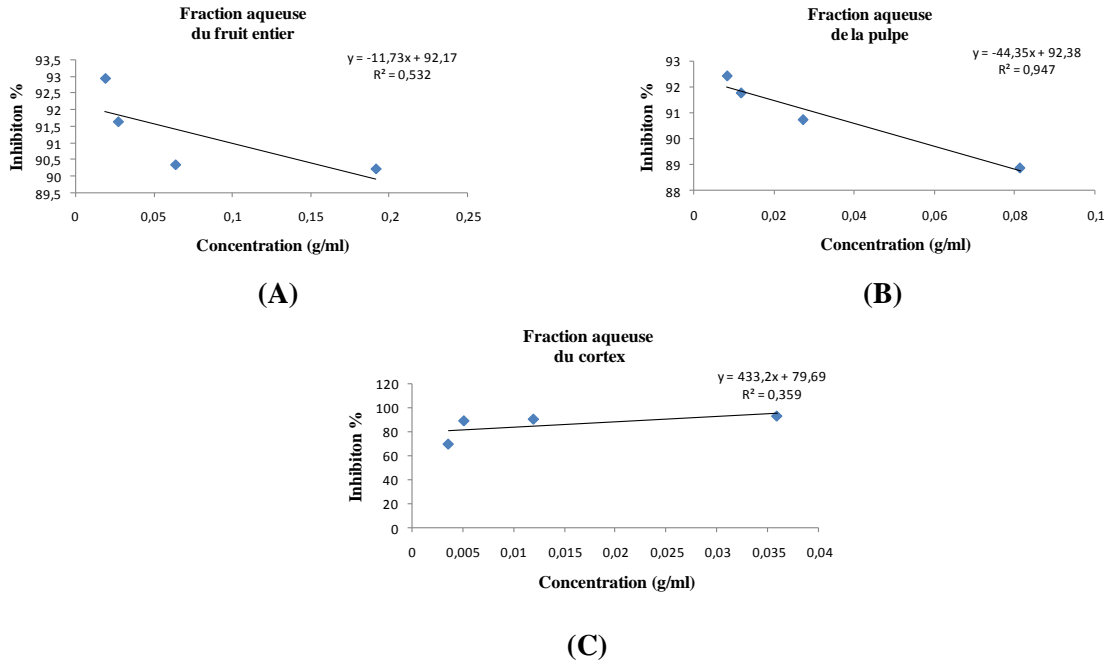 Fraction aqueuse
du fruit entier
y = -11,73x + 92,17
R² = 0,532
93,5
93
92,5
92
91,5
91
90,5
90
89,5
0
0,05
0,1
0,15
0,2
0,25
Inhibiton %
Concentration (g/ml)
(A)
Fraction aqueuse
de la pulpe
y = -44,35x + 92,38
R² = 0,947
93
92
91
90
89
88
0
0,02
0,04
0,06
0,08
0,1
Inhibiton %
Concentration (g/ml)
(B)
Fraction aqueuse
du cortex
y = 433,2x + 79,69
R² = 0,359
120
100
80
60
40
20
0
0
0,005
0,01
0,015
0,02
0,025
0,03
0,035
0,04
Inhibiton %
Concentration (g/ml)
(C)